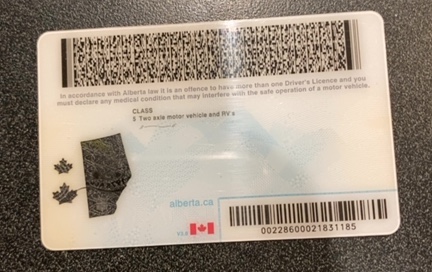 In accordance with Alberta law it is an offence to have more than one Driver's Licence and you
must declare any medical condition that may interfere with the safe operation of a motor vehicle.
CLASS
5 Two axle motor vehicle and RV's
alberta.ca
00228600021831185